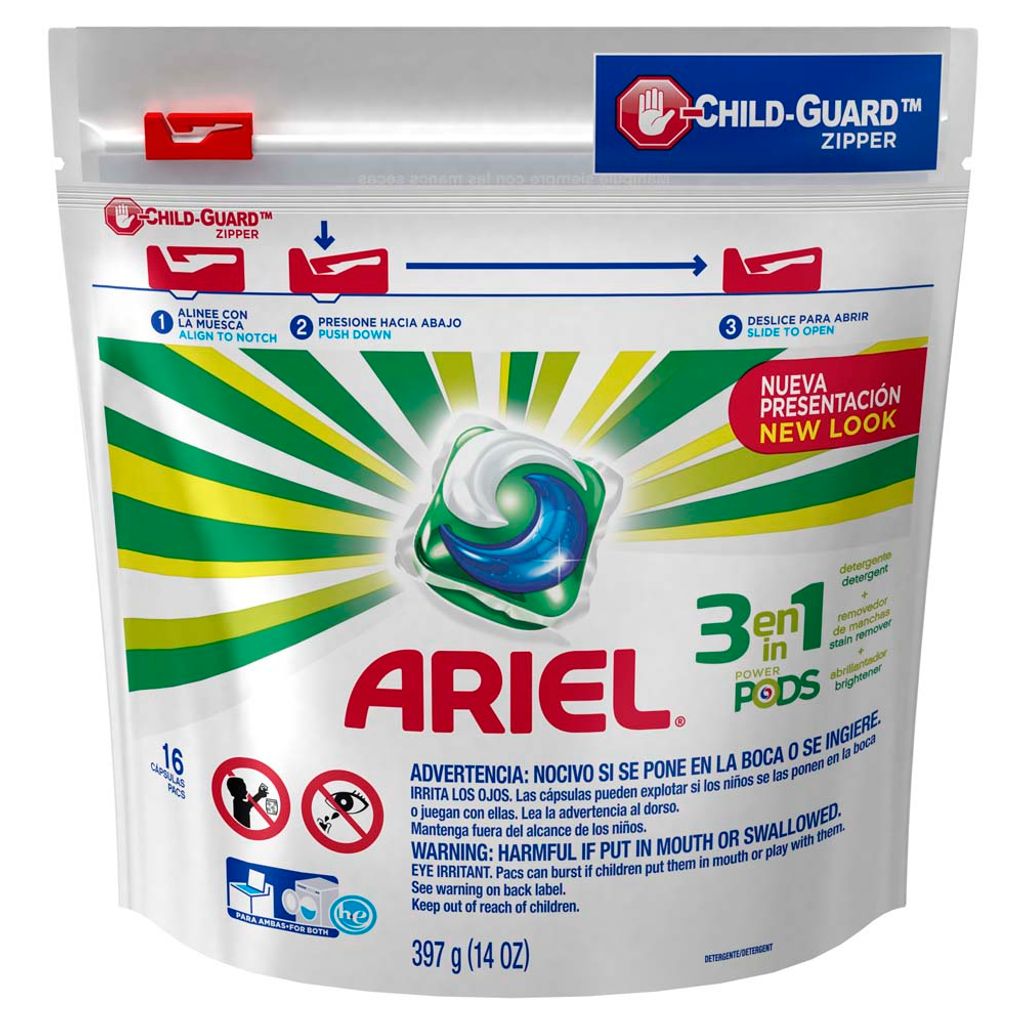 CHILD-GUARD™
ZIPPER
Manipule siempre con las manos secas
CHILD-GUARD™
ZIPPER
1 ALINEE CON
LA MUESCA
ALIGN TO NOTCH
2 PRESIONE HACIA ABAJO
PUSH DOWN
3 DESLICE PARA ABRIR
SLIDE TO OPEN
NUEVA
PRESENTACIÓN
NEW LOOK
3 en 1
in
POWER
PODS
detergente
detergent
+
removedor
de manchas
stain remover
+
abrillantador
brightener
ARIEL®
16
CÁPSULAS
PACS
ADVERTENCIA: NOCIVO SI SE PONE EN LA BOCA O SE INGIERE.
IRRITA LOS OJOS. Las cápsulas pueden explotar si los niños se las ponen en la boca
o juegan con ellas. Lea la advertencia al dorso.
Mantenga fuera del alcance de los niños.
WARNING: HARMFUL IF PUT IN MOUTH OR SWALLOWED.
EYE IRRITANT. Pacs can burst if children put them in mouth or play with them.
See warning on back label.
Keep out of reach of children.
he
PARA AMBAS•FOR BOTH
397 g (14 OZ)
DETERGENTE/DETERGENT